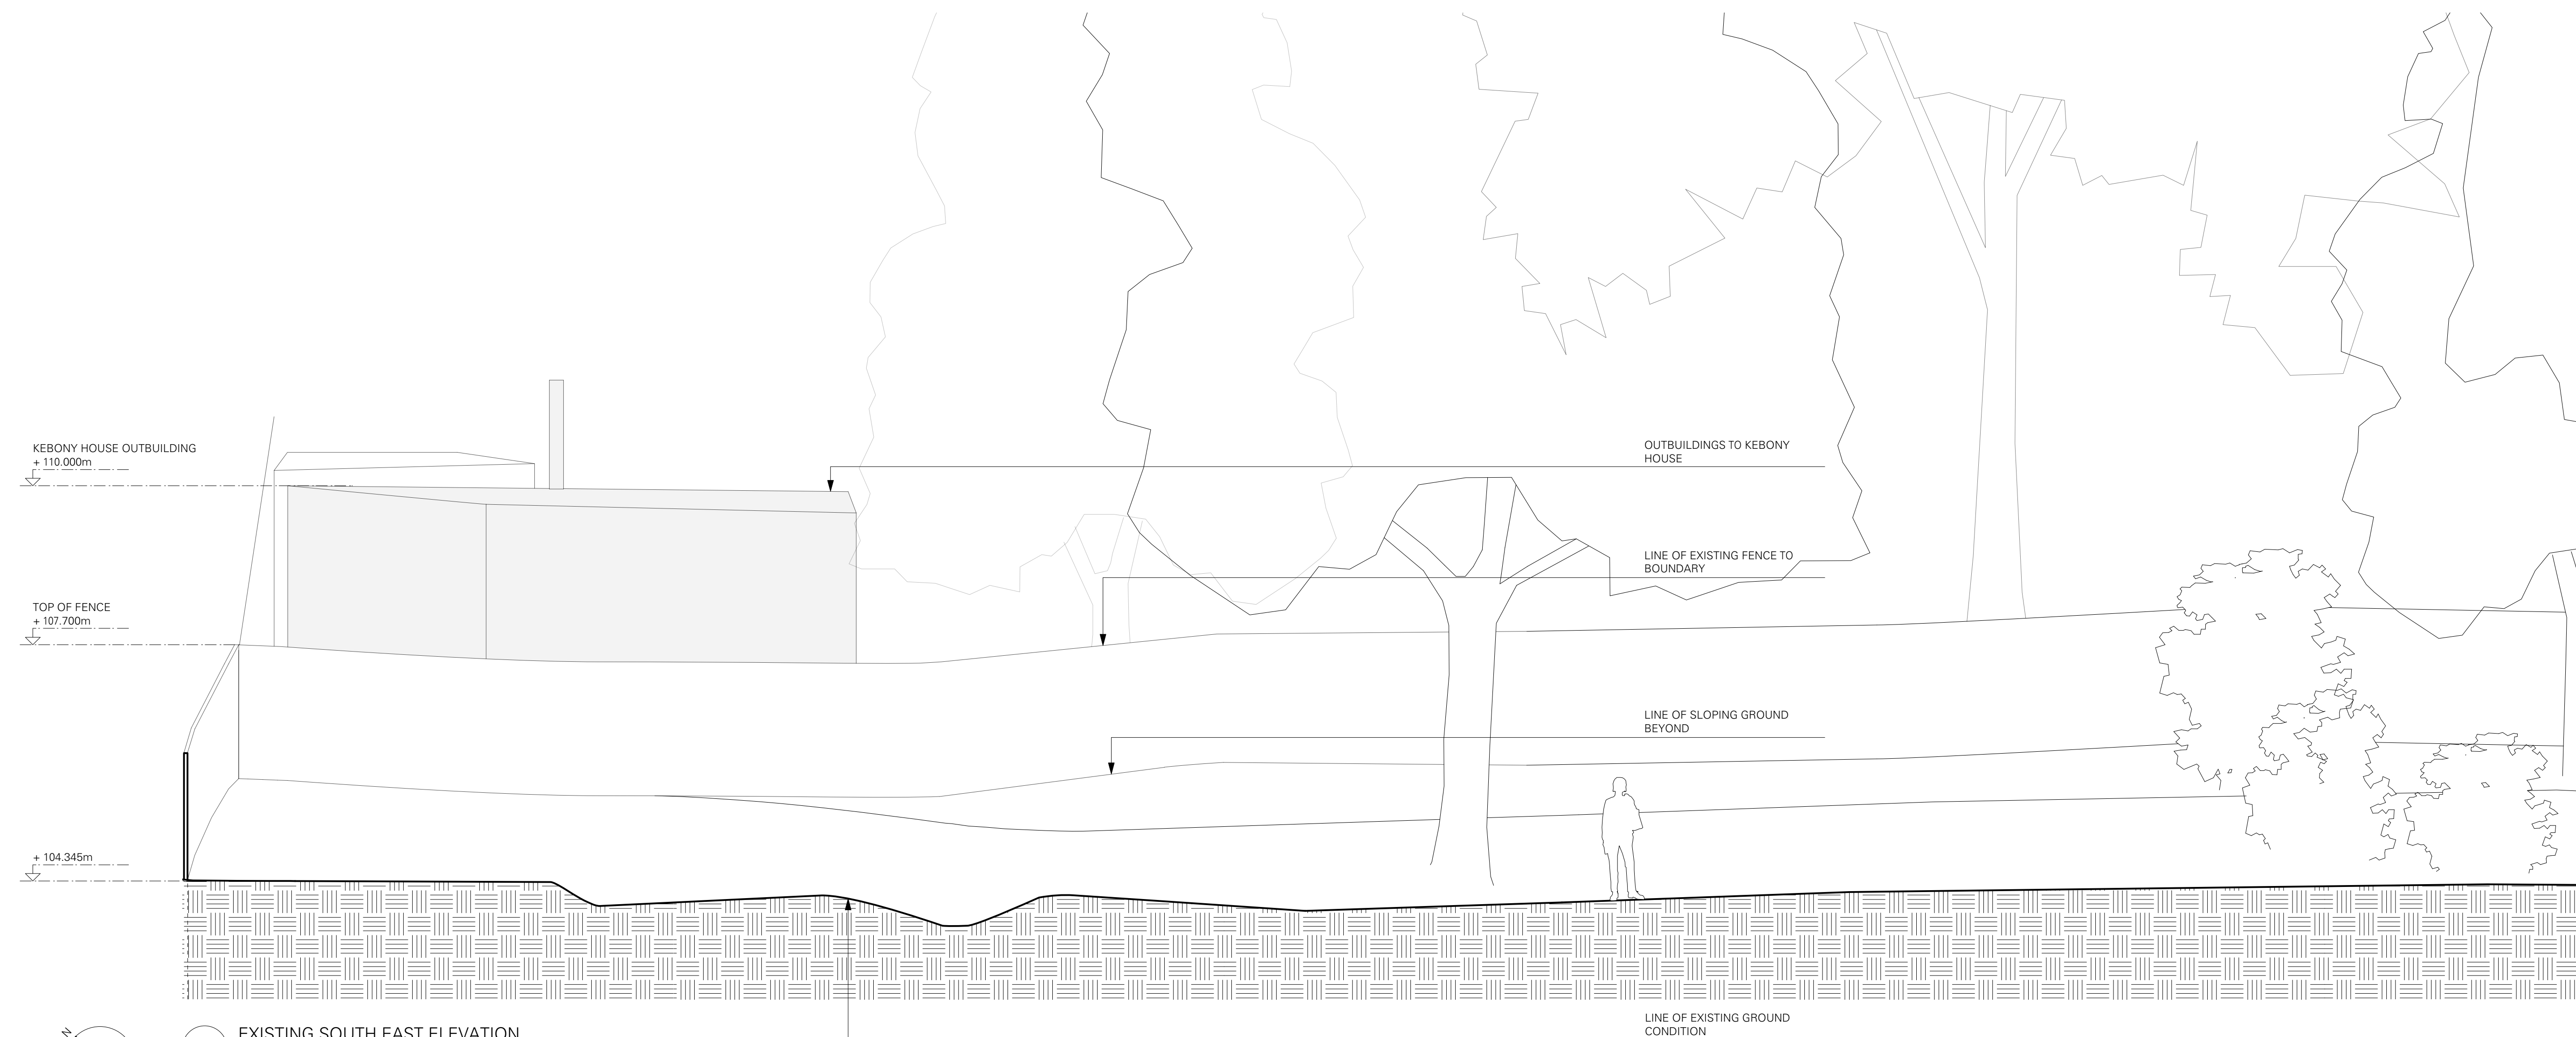 KEBONY HOUSE OUTBUILDING
+ 110.000m
OUTBUILDINGS TO KEBONY
HOUSE
LINE OF EXISTING FENCE TO
BOUNDARY
TOP OF FENCE
+ 107.700m
LINE OF SLOPING GROUND
BEYOND
+ 104.345m
LINE OF EXISTING GROUND
CONDITION
N
EXISTING SOUTH EAST ELEVATION